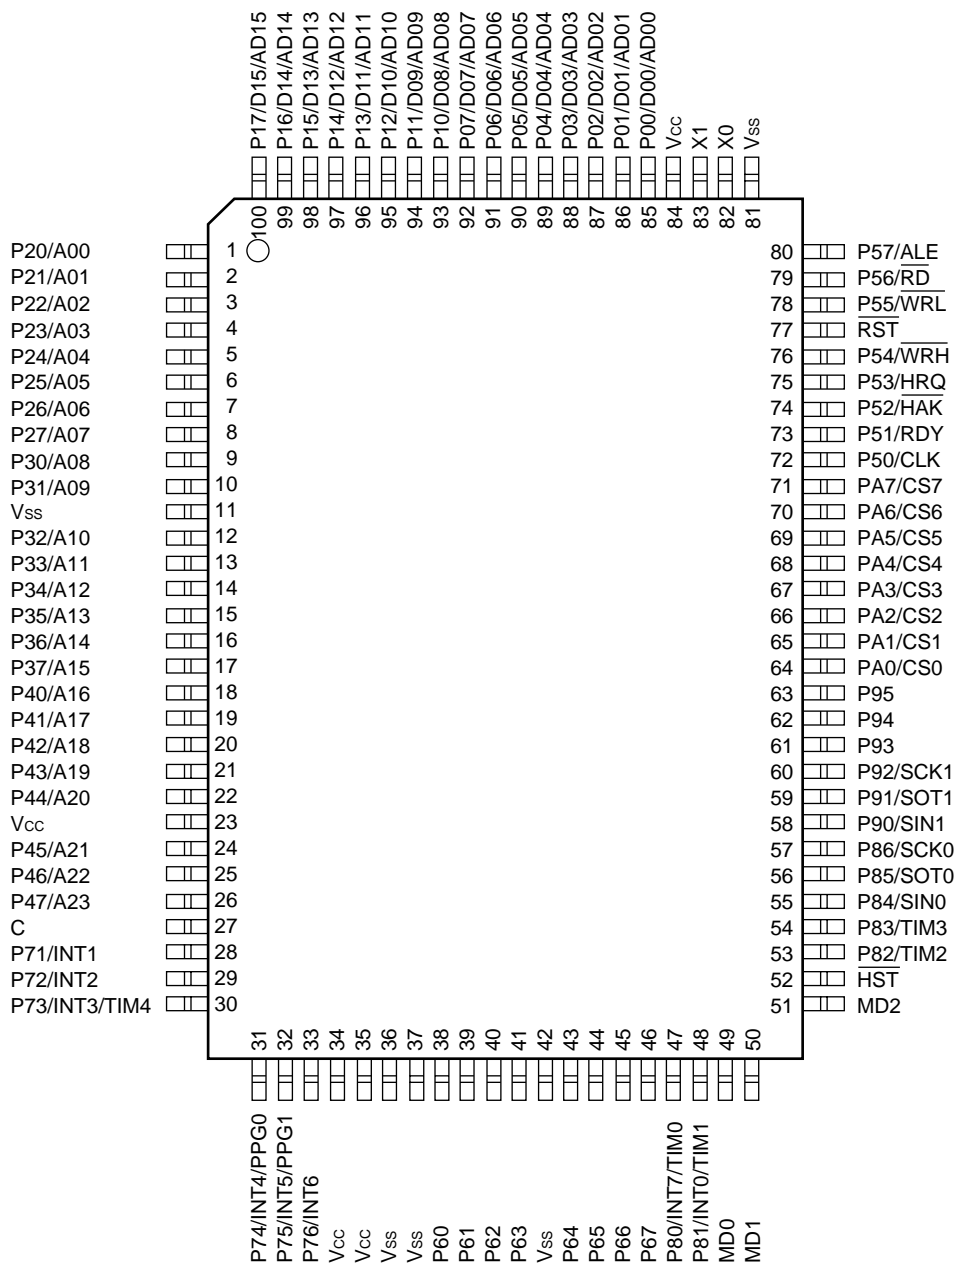 P17/D15/AD15
P16/D14/AD14
P15/D13/AD13
P14/D12/AD12
P13/D11/AD11
P12/D10/AD10
P11/D09/AD09
P10/D08/AD08
P07/D07/AD07
P06/D06/AD06
P05/D05/AD05
P04/D04/AD04
P03/D03/AD03
P02/D02/AD02
P01/D01/AD01
P00/D00/AD00
Vcc
X1
X0
Vss
100
99
98
97
96
95
94
93
92
91
90
89
88
87
86
85
84
83
82
81
P20/A00 1 80 P57/ALE
P21/A01 2 79 P56/RD
P22/A02 3 78 P55/WRL
P23/A03 4 77 RST
P24/A04 5 76 P54/WRH
P25/A05 6 75 P53/HRQ
P26/A06 7 74 P52/HAK
P27/A07 8 73 P51/RDY
P30/A08 9 72 P50/CLK
P31/A09 10 71 PA7/CS7
Vss 11 70 PA6/CS6
P32/A10 12 69 PA5/CS5
P33/A11 13 68 PA4/CS4
P34/A12 14 67 PA3/CS3
P35/A13 15 66 PA2/CS2
P36/A14 16 65 PA1/CS1
P37/A15 17 64 PA0/CS0
P40/A16 18 63 P95
P41/A17 19 62 P94
P42/A18 20 61 P93
P43/A19 21 60 P92/SCK1
P44/A20 22 59 P91/SOT1
Vcc 23 58 P90/SIN1
P45/A21 24 57 P86/SCK0
P46/A22 25 56 P85/SOT0
P47/A23 26 55 P84/SIN0
C 27 54 P83/TIM3
P71/INT1 28 53 P82/TIM2
P72/INT2 29 52 HST
P73/INT3/TIM4 30 51 MD2
31
32
33
34
35
36
37
38
39
40
41
42
43
44
45
46
47
48
49
50
P74/INT4/PPG0
P75/INT5/PPG1
P76/INT6
Vcc
Vcc
Vss
Vss
P60
P61
P62
P63
Vss
P64
P65
P66
P67
P80/INT7/TIM0
P81/INT0/TIM1
MD0
MD1